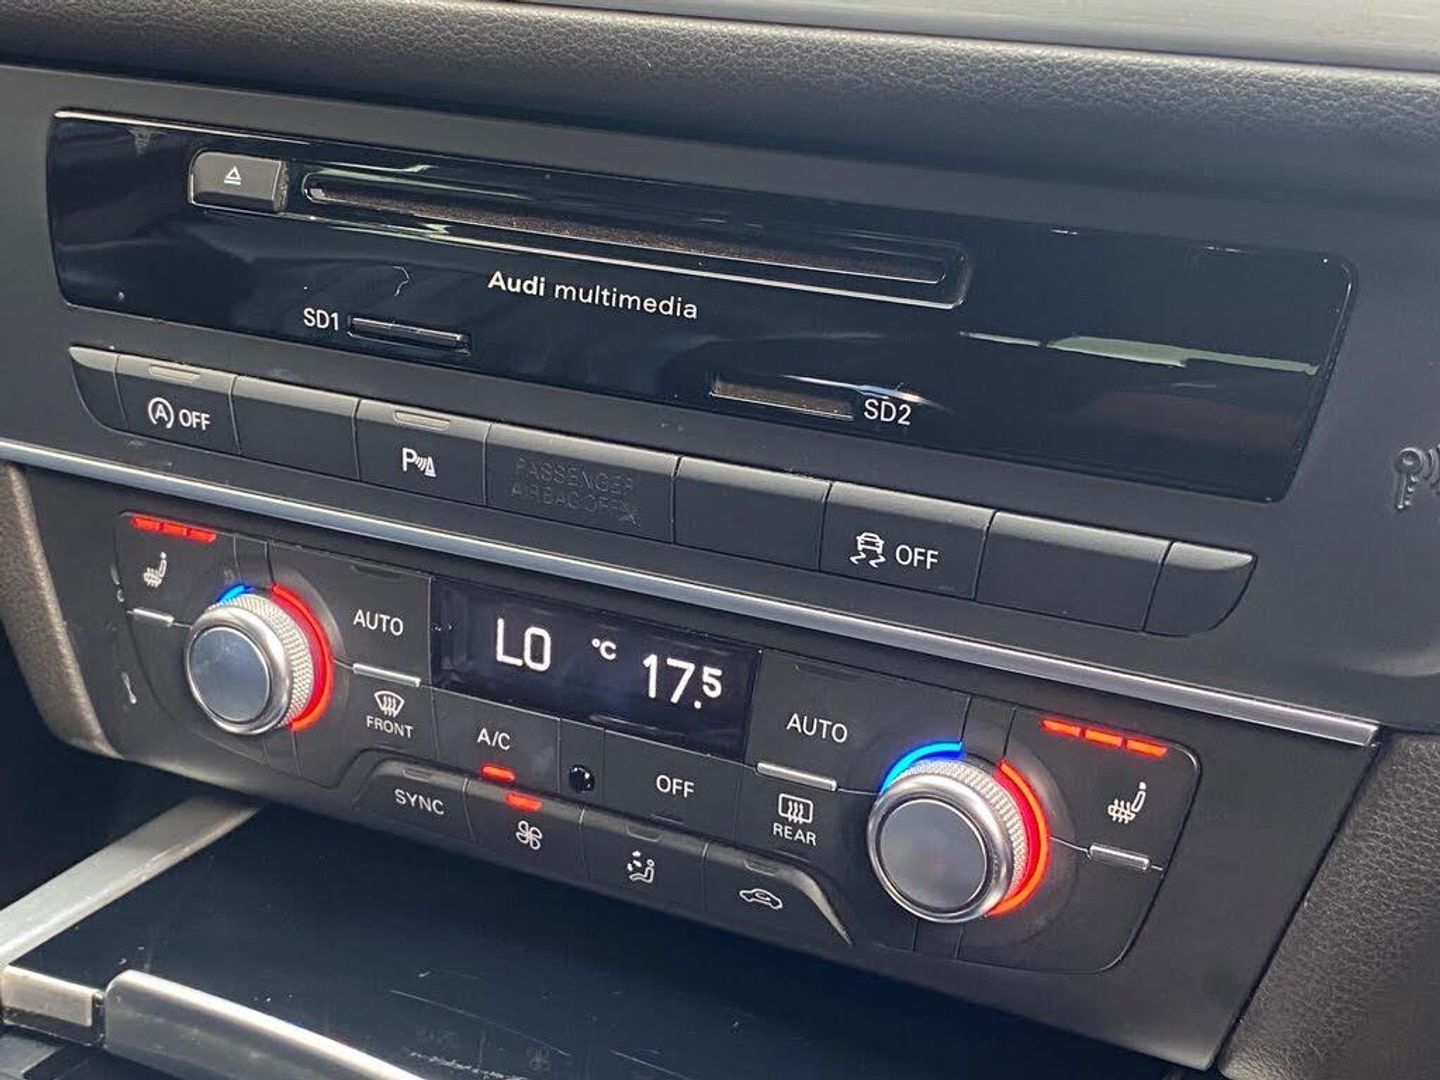 Audi multimedia
SD1
SD2
A OFF
P
PASSENGER
AIRBAG OFF
OFF
AUTO
LO °C 17.5
AUTO
FRONT
A/C
OFF
REAR
SYNC